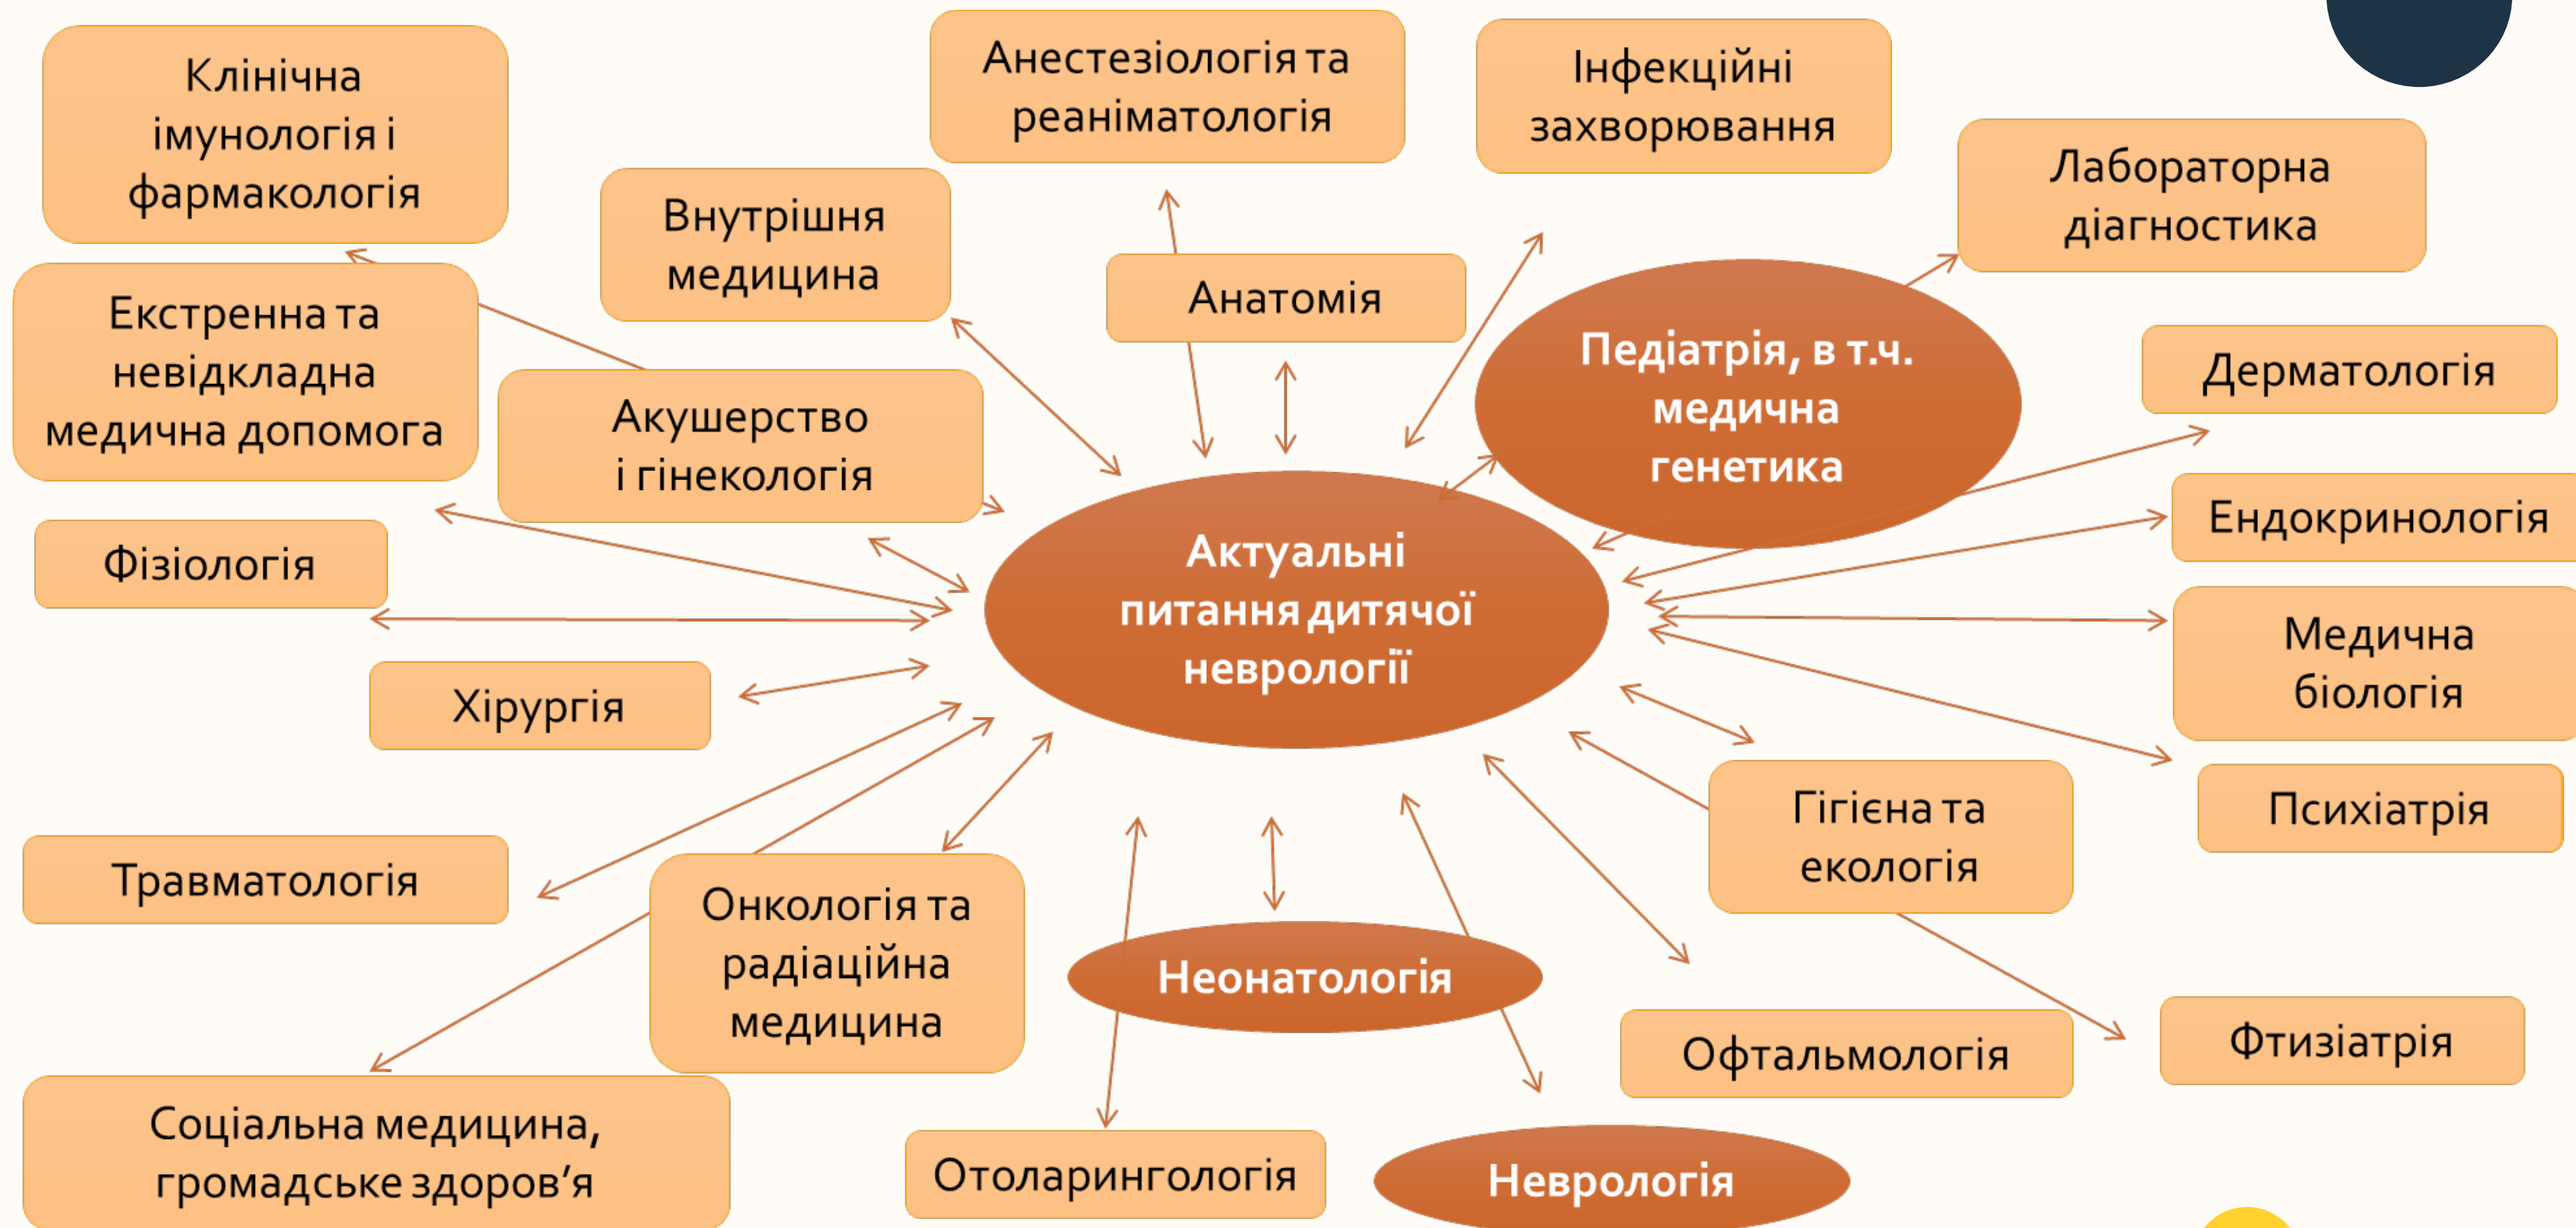 Клінічна
імунологія і
фармакологія
Анестезіологія та
реаніматологія
Інфекційні
захворювання
Лабораторна
діагностика
Внутрішня
медицина
Анатомія
Екстренна та
невідкладна
медична допомога
Педіатрія, в т.ч.
медична
генетика
Дерматологія
Акушерство
і гінекологія
Ендокринологія
Фізіологія
Актуальні
питання дитячої
неврології
Медична
біологія
Хірургія
Психіатрія
Гігієна та
екологія
Травматологія
Онкологія та
радіаційна
медицина
Неонатологія
Офтальмологія
Фтизіатрія
Соціальна медицина,
громадське здоров’я
Отоларингологія
Неврологія